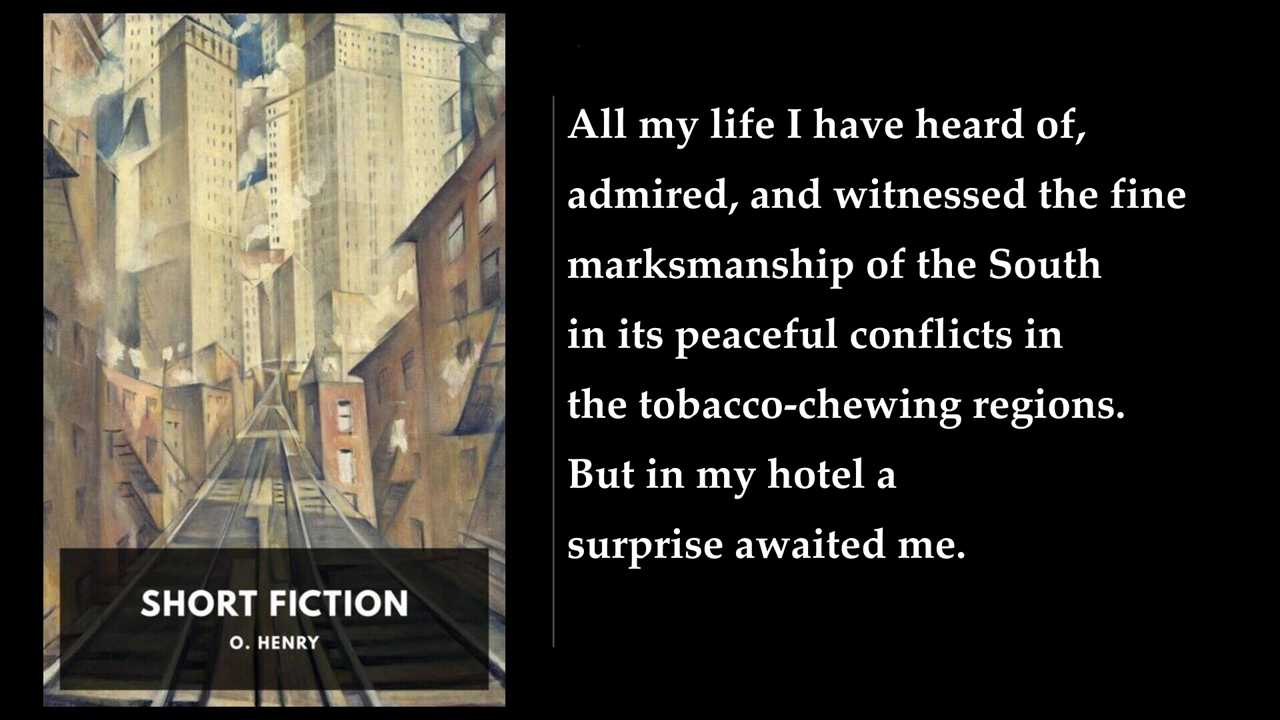 SHORT FICTION
O. HENRY
All my life I have heard of,
admired, and witnessed the fine
marksmanship of the South
in its peaceful conflicts in
the tobacco-chewing regions.
But in my hotel a
surprise awaited me.